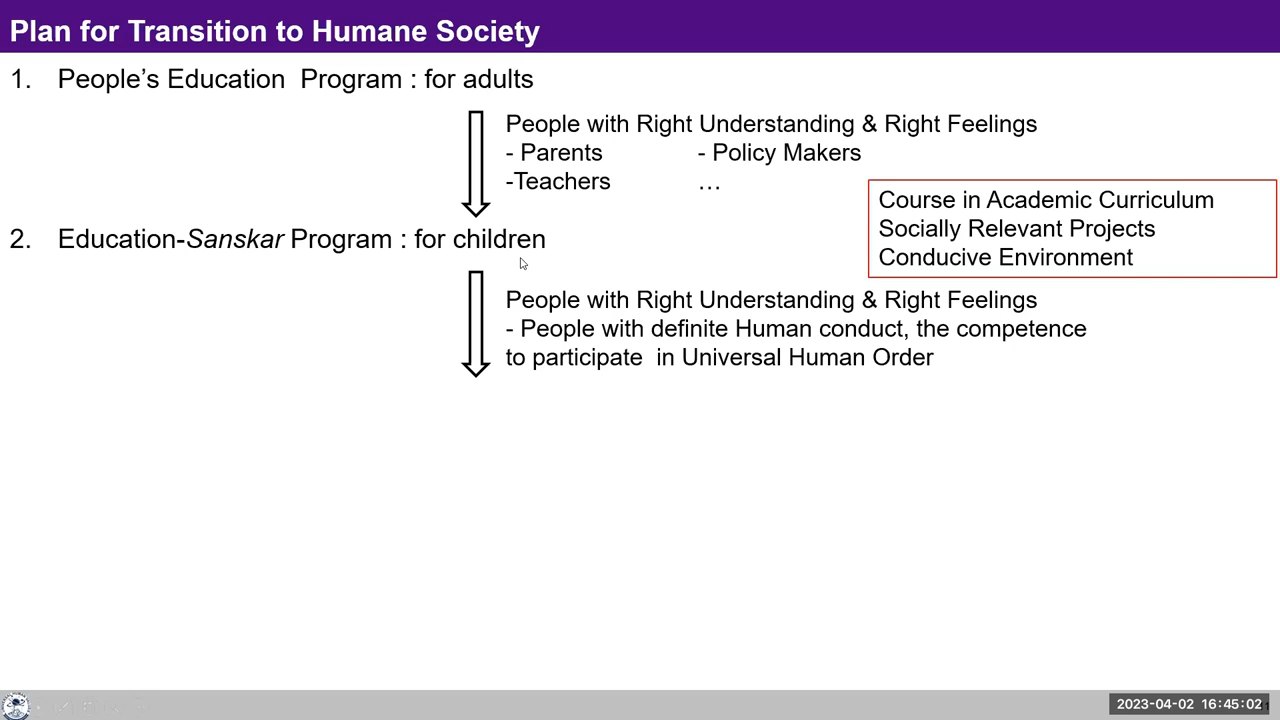 Plan for Transition to Humane Society
1. People’s Education Program : for adults
People with Right Understanding & Right Feelings
- Parents - Policy Makers
-Teachers …
Course in Academic Curriculum
Socially Relevant Projects
Conducive Environment
2. Education-Sanskar Program : for children
People with Right Understanding & Right Feelings
- People with definite Human conduct, the competence
to participate in Universal Human Order
2023-04-02 16:45:02